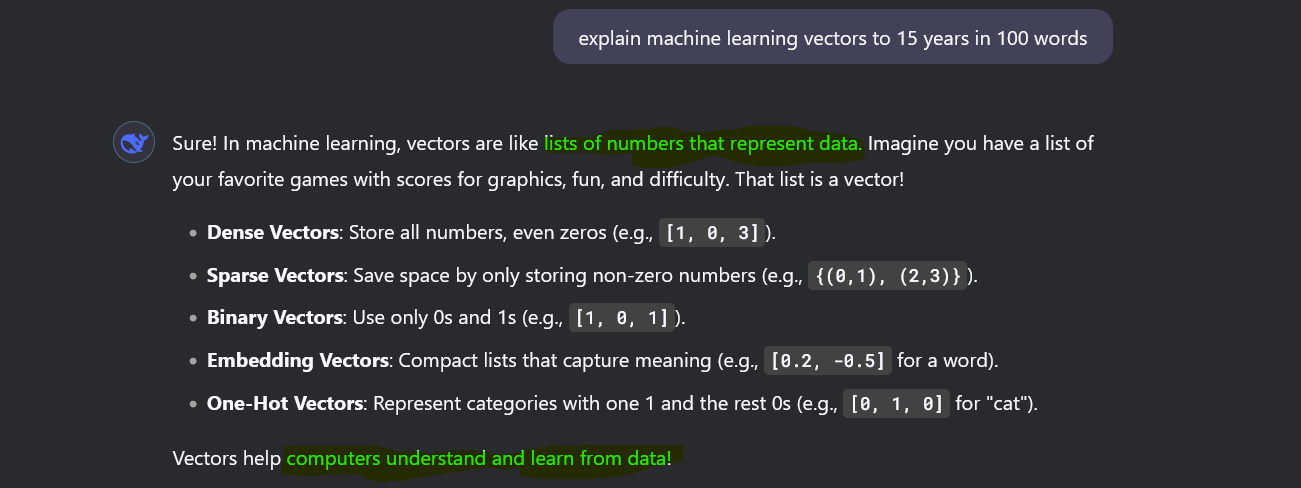 explain machine learning vectors to 15 years in 100 words
Sure! In machine learning, vectors are like lists of numbers that represent data. Imagine you have a list of
your favorite games with scores for graphics, fun, and difficulty. That list is a vector!
• Dense Vectors: Store all numbers, even zeros (e.g., [1, 0, 3]).
• Sparse Vectors: Save space by only storing non-zero numbers (e.g., {(0,1), (2,3)}).
• Binary Vectors: Use only 0s and 1s (e.g., [1, 0, 1]).
• Embedding Vectors: Compact lists that capture meaning (e.g., [0.2, -0.5] for a word).
• One-Hot Vectors: Represent categories with one 1 and the rest 0s (e.g., [0, 1, 0] for "cat").
Vectors help computers understand and learn from data!